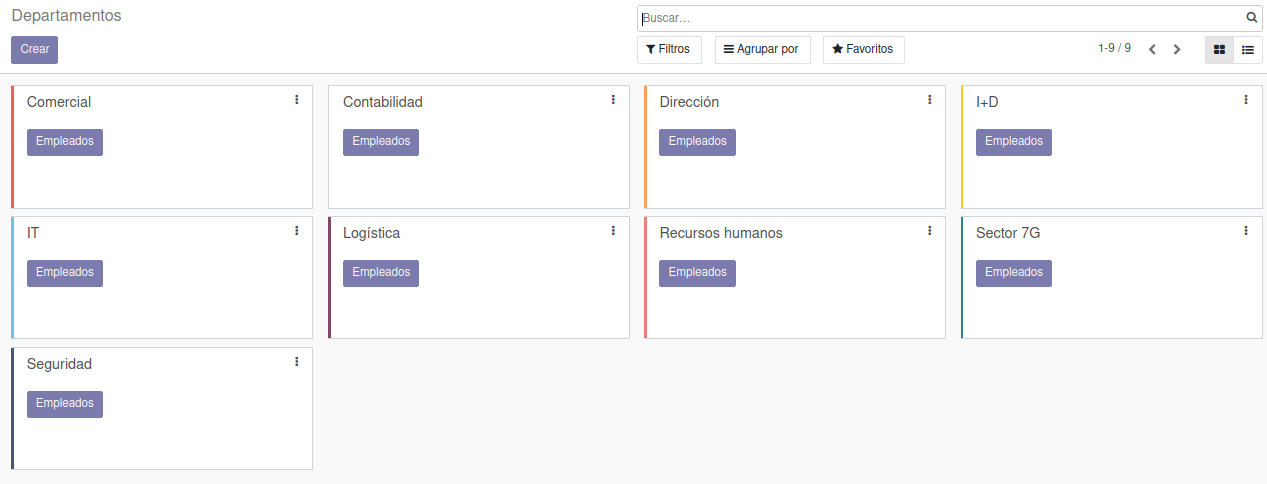 Departamentos
Buscar...
Crear
Filtros
Agrupar por
Favoritos
1-9 / 9
Comercial
Contabilidad
Dirección
I+D
Empleados
Empleados
Empleados
Empleados
IT
Logística
Recursos humanos
Sector 7G
Empleados
Empleados
Empleados
Empleados
Seguridad
Empleados